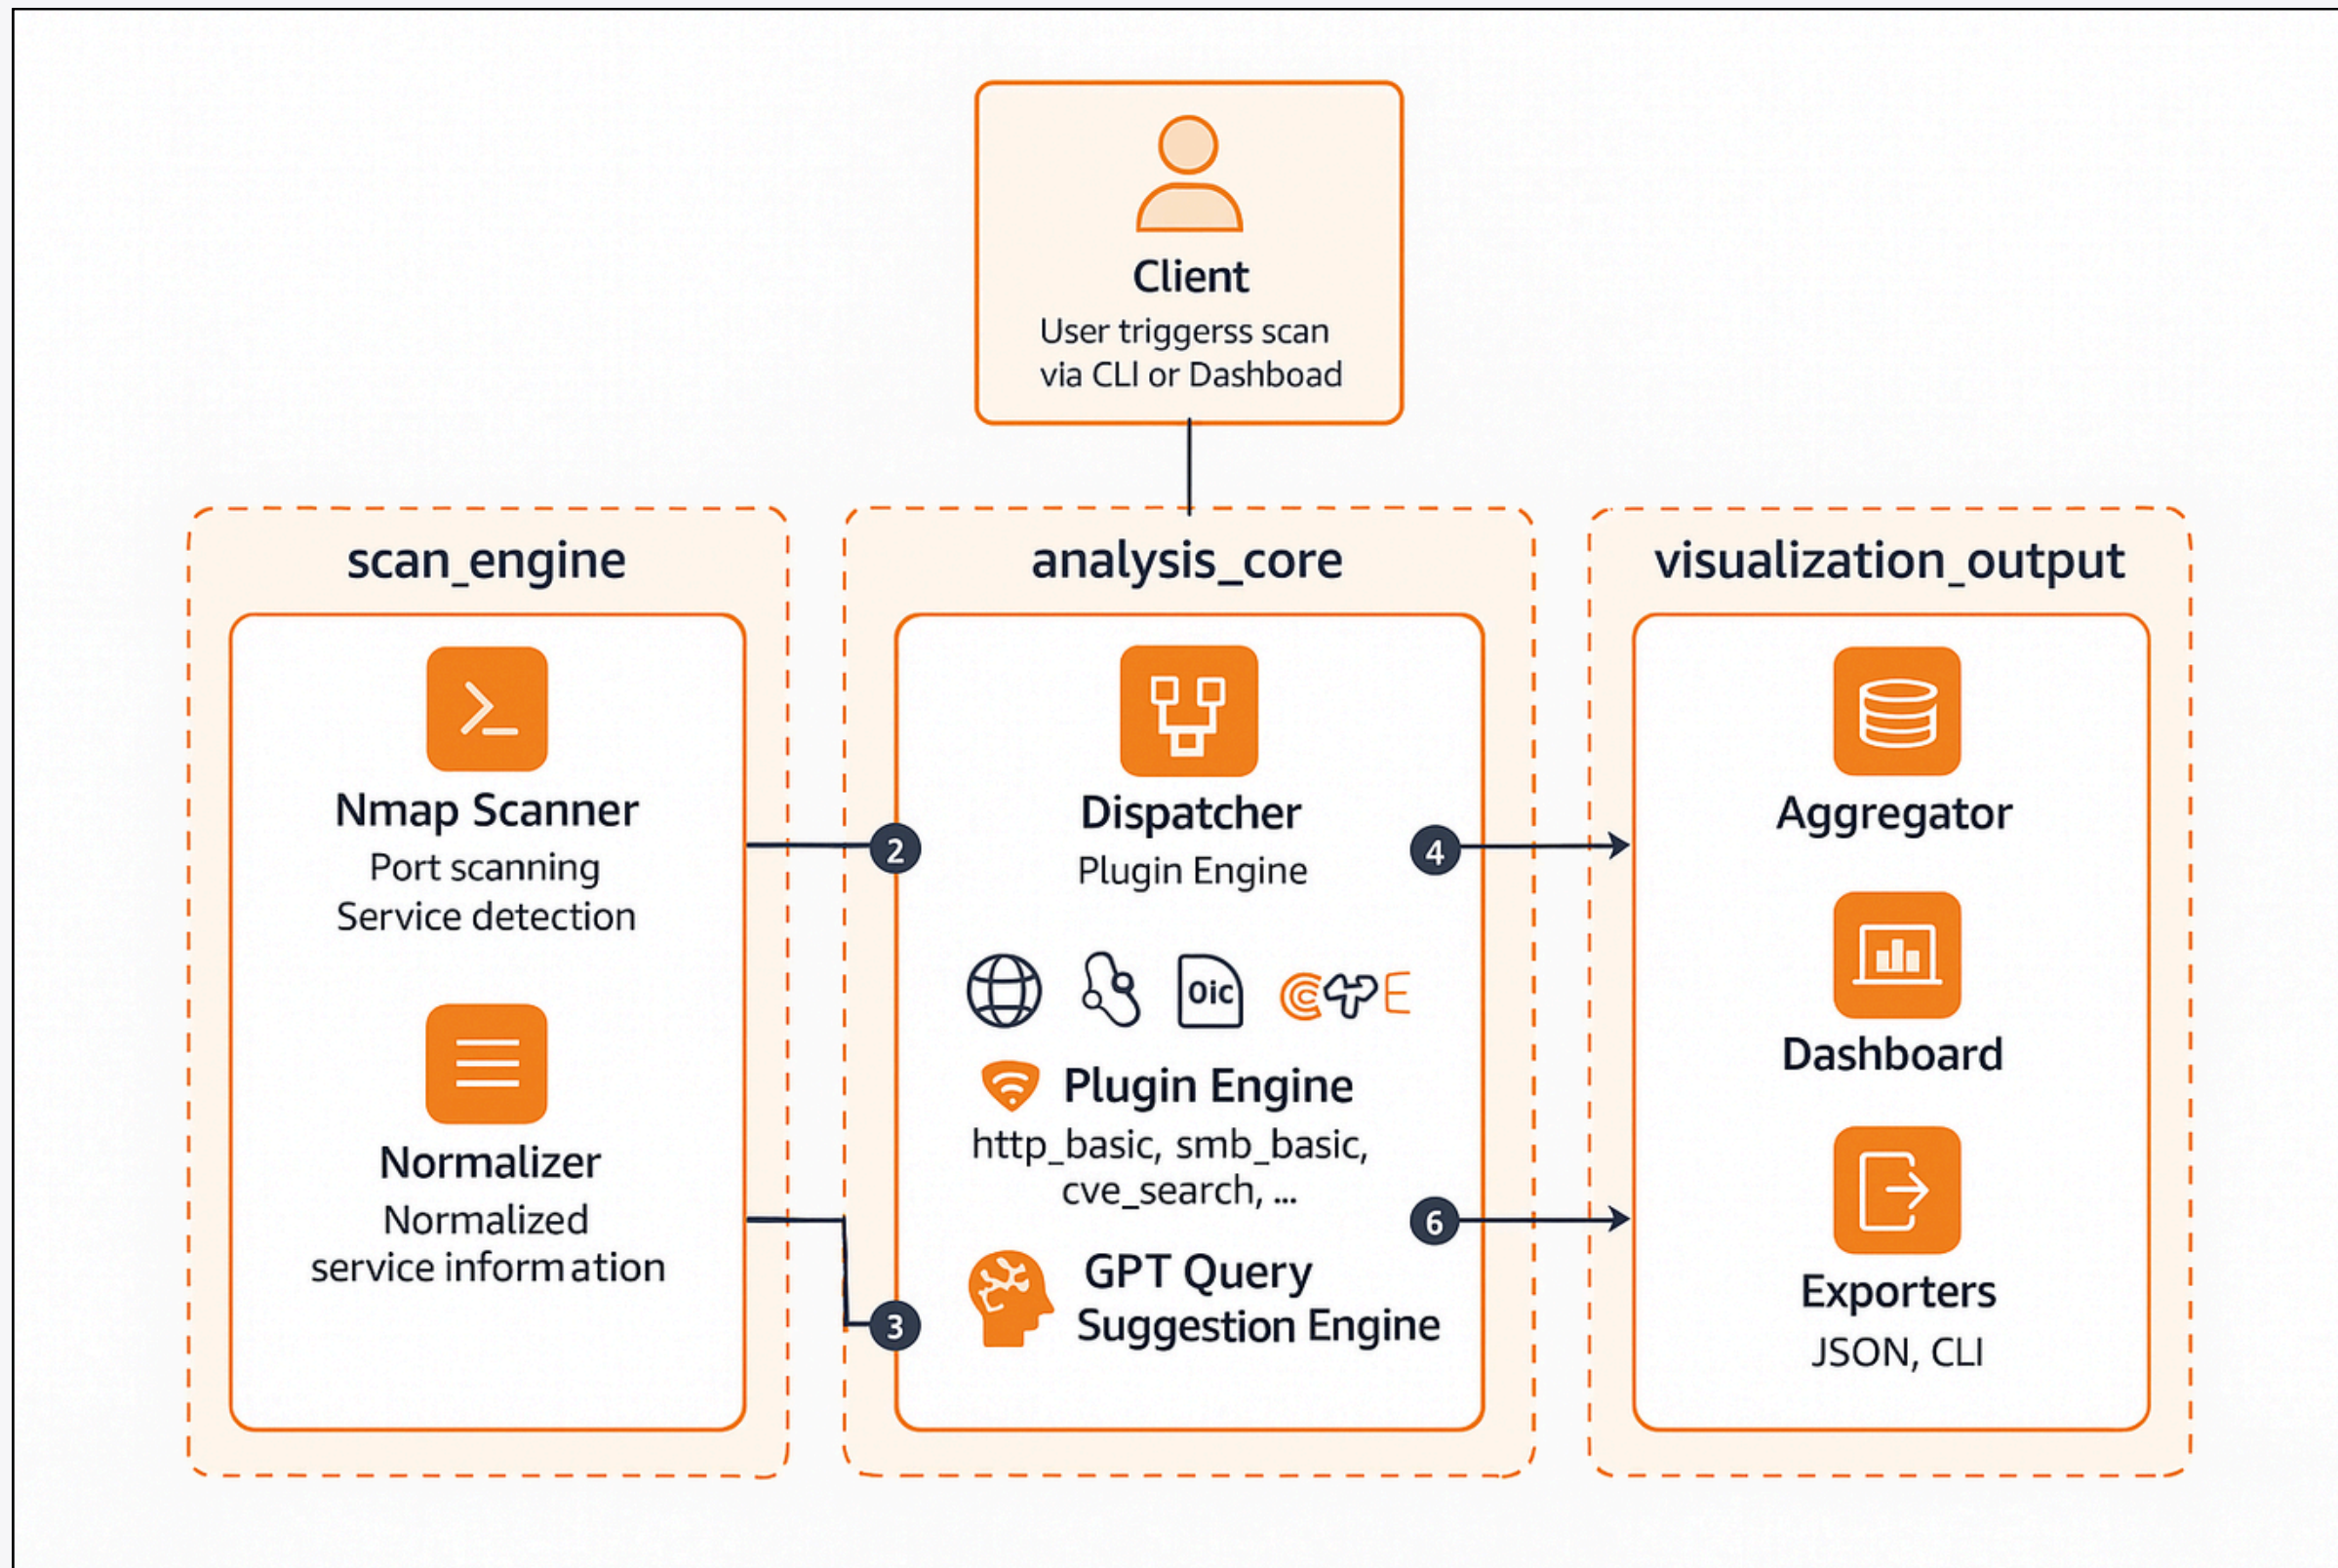 Client
User triggerss scan
via CLI or Dashboad
scan_engine
Nmap Scanner
Port scanning
Service detection
Normalizer
Normalized
service information
2
3
analysis_core
Dispatcher
Plugin Engine
0ic
Plugin Engine
http_basic, smb_basic,
cve_search, ...
GPT Query
Suggestion Engine
4
6
visualization_output
Aggregator
Dashboard
Exporters
JSON, CLI